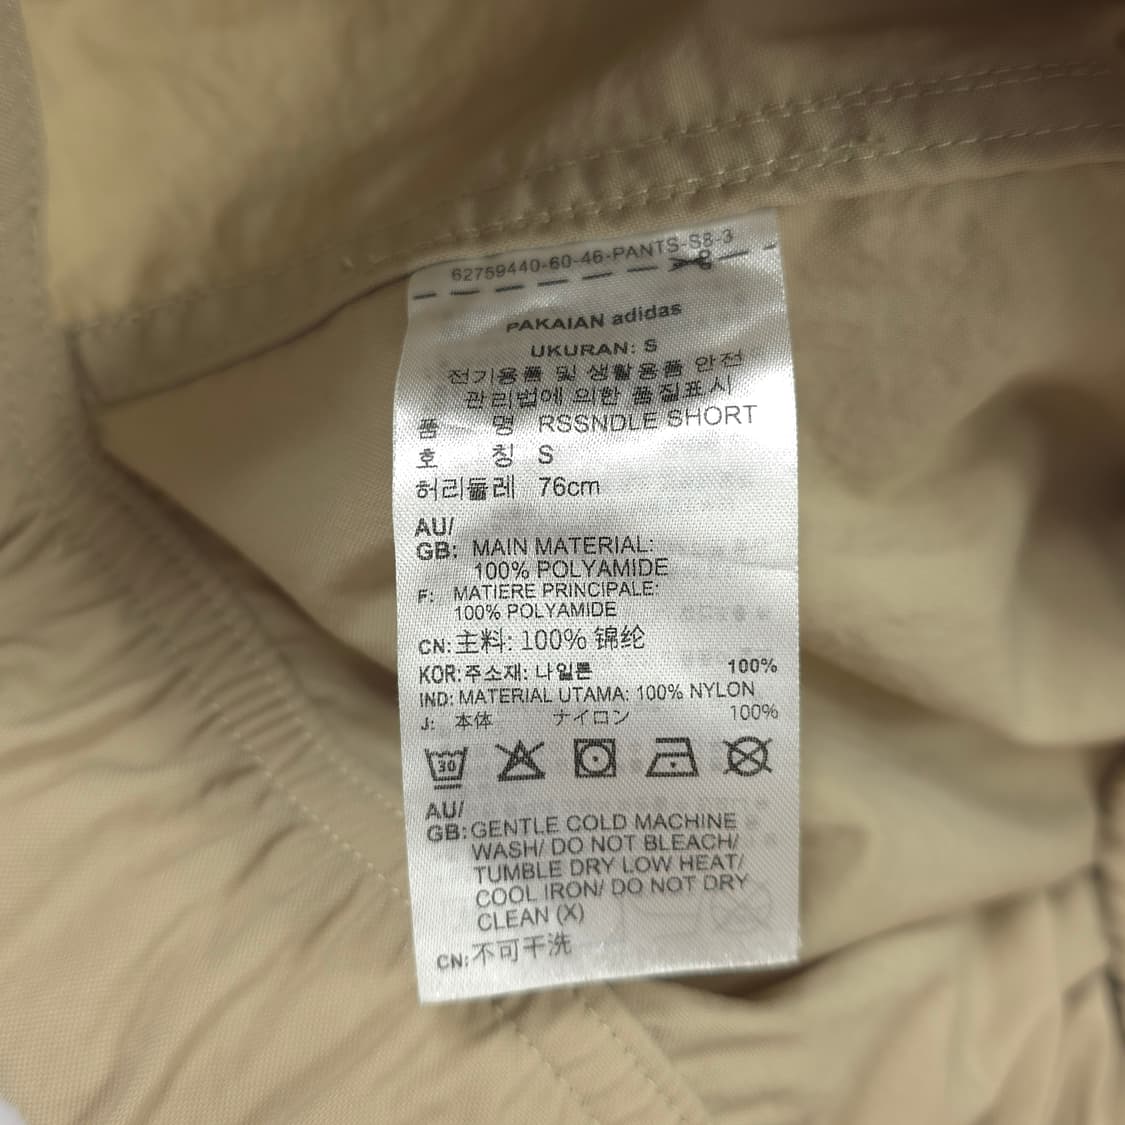 62759440-60-46-PANTS-S8-3
PAKAIAN adidas
UKURAN: S
전기용품 및 생활용품 안전
관리법에 의한 품질표시
품 명 RSSNDLE SHORT
호 칭 S
허리둘레 76cm
AU/
GB: MAIN MATERIAL:
100% POLYAMIDE
F: MATIERE PRINCIPALE:
100% POLYAMIDE
CN: 主料: 100% 锦纶
KOR: 주소재: 나일론 100%
IND: MATERIAL UTAMA: 100% NYLON
J: 本体 ナイロン 100%
30
AU/
GB: GENTLE COLD MACHINE
WASH/ DO NOT BLEACH/
TUMBLE DRY LOW HEAT/
COOL IRON/ DO NOT DRY
CLEAN (X)
CN: 不可干洗